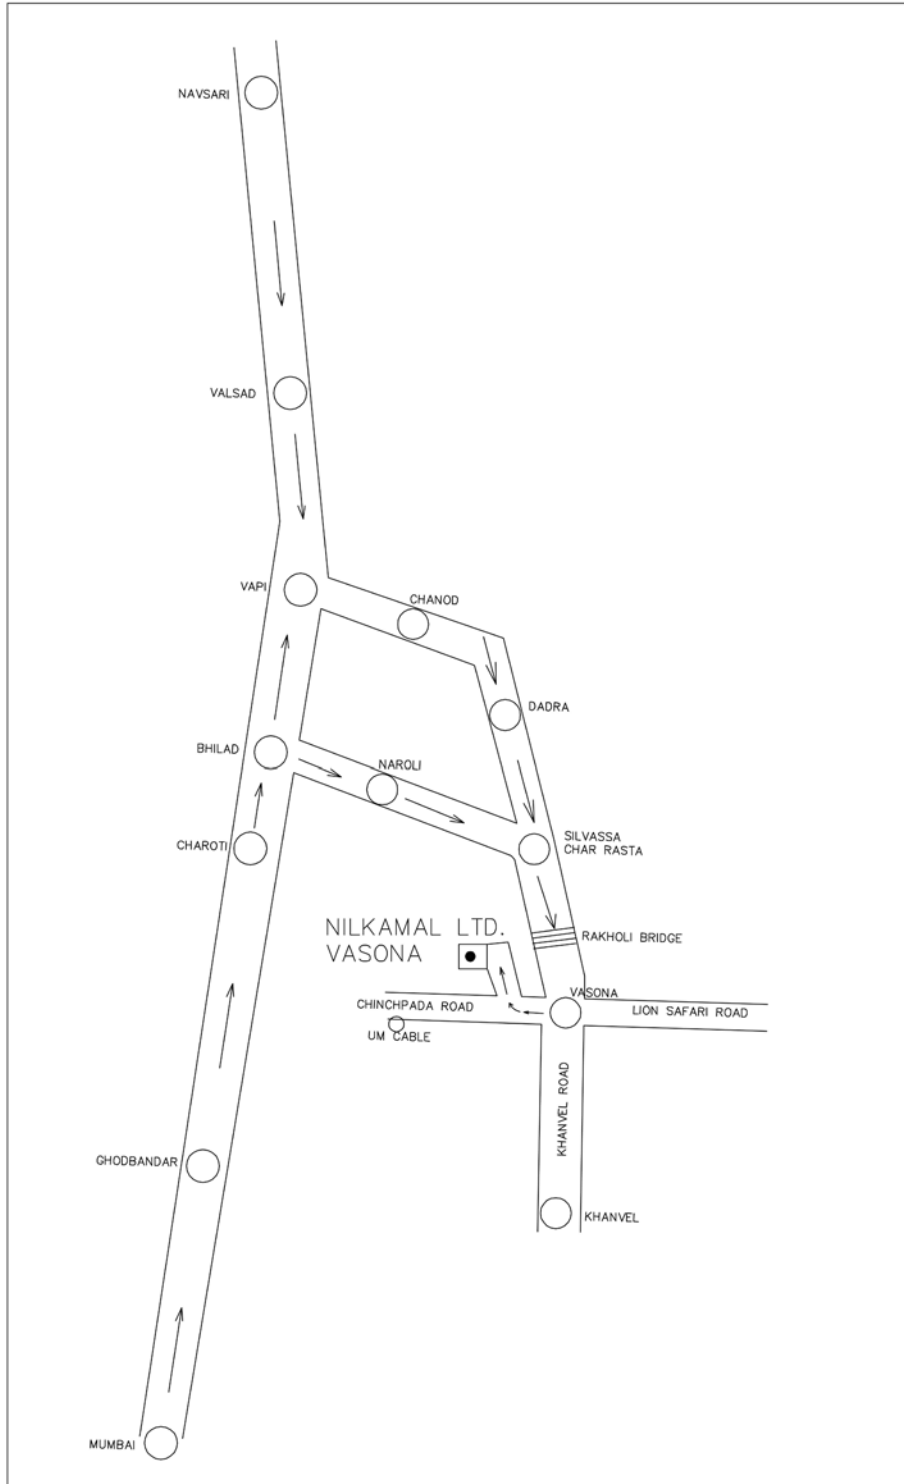 NAVSARI
VALSAD
VAPI
CHANOD
DADRA
BHILAD
NAROLI
CHAROTI
SILVASSA
CHAR RASTA
NILKAMAL LTD.
VASONA
RAKHOLI BRIDGE
VASONA
CHINCHPADA ROAD
LION SAFARI ROAD
UM CABLE
KHANVEL ROAD
GHODBANDAR
KHANVEL
MUMBAI